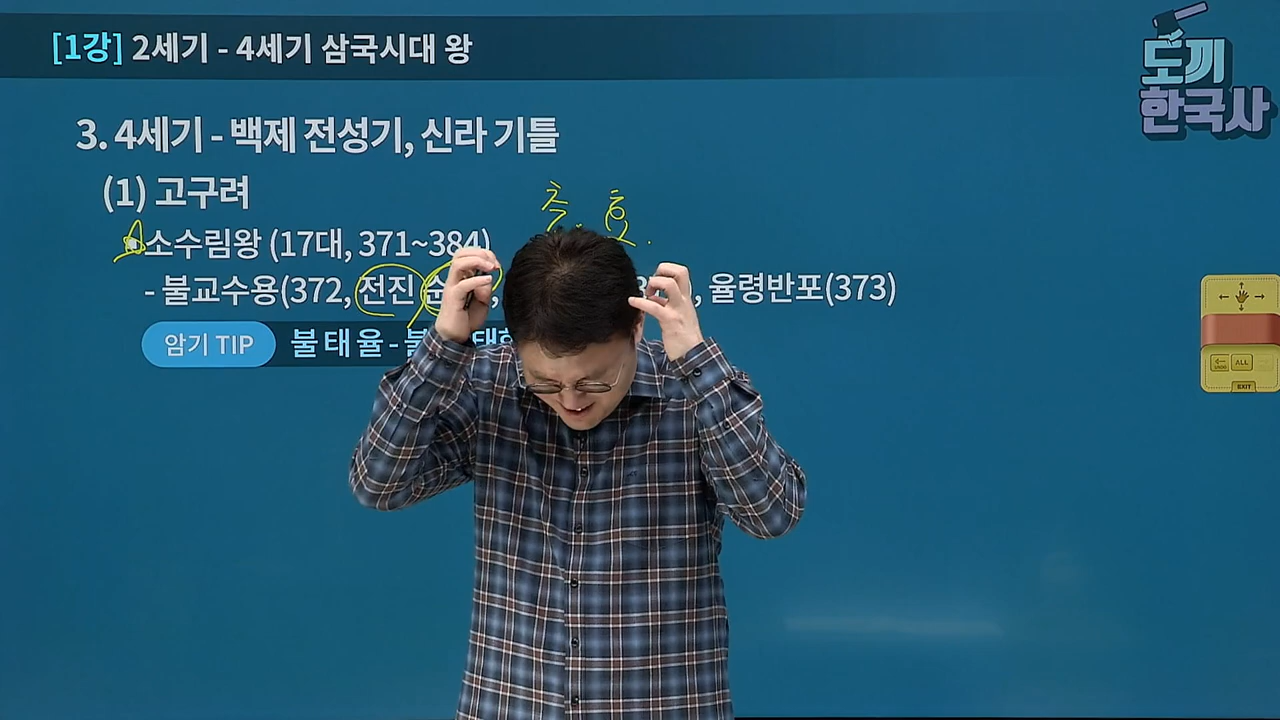 [1강] 2세기 - 4세기 삼국시대 왕
도끼
한국사
3. 4세기 - 백제 전성기, 신라 기틀
(1) 고구려
소수림왕 (17대, 371~384)
- 불교수용(372, 전진 순 , 율령반포(373)
암기 TIP 불 태 율 -
UNDO ALL
EXIT